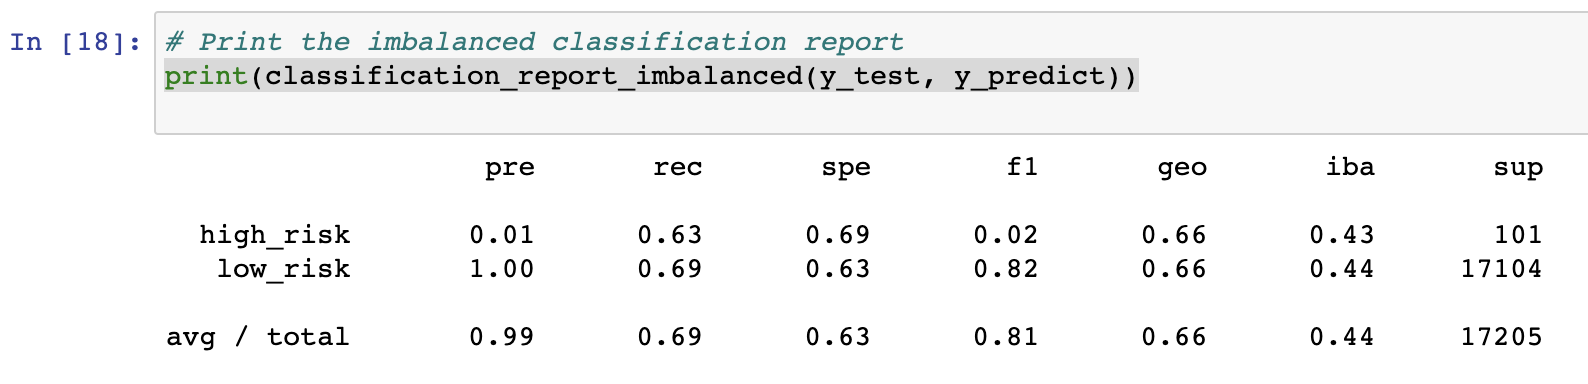 In [18]: # Print the imbalanced classification report
print(classification_report_imbalanced(y_test, y_predict))
pre rec spe f1 geo iba sup
high_risk 0.01 0.63 0.69 0.02 0.66 0.43 101
low_risk 1.00 0.69 0.63 0.82 0.66 0.44 17104
avg / total 0.99 0.69 0.63 0.81 0.66 0.44 17205